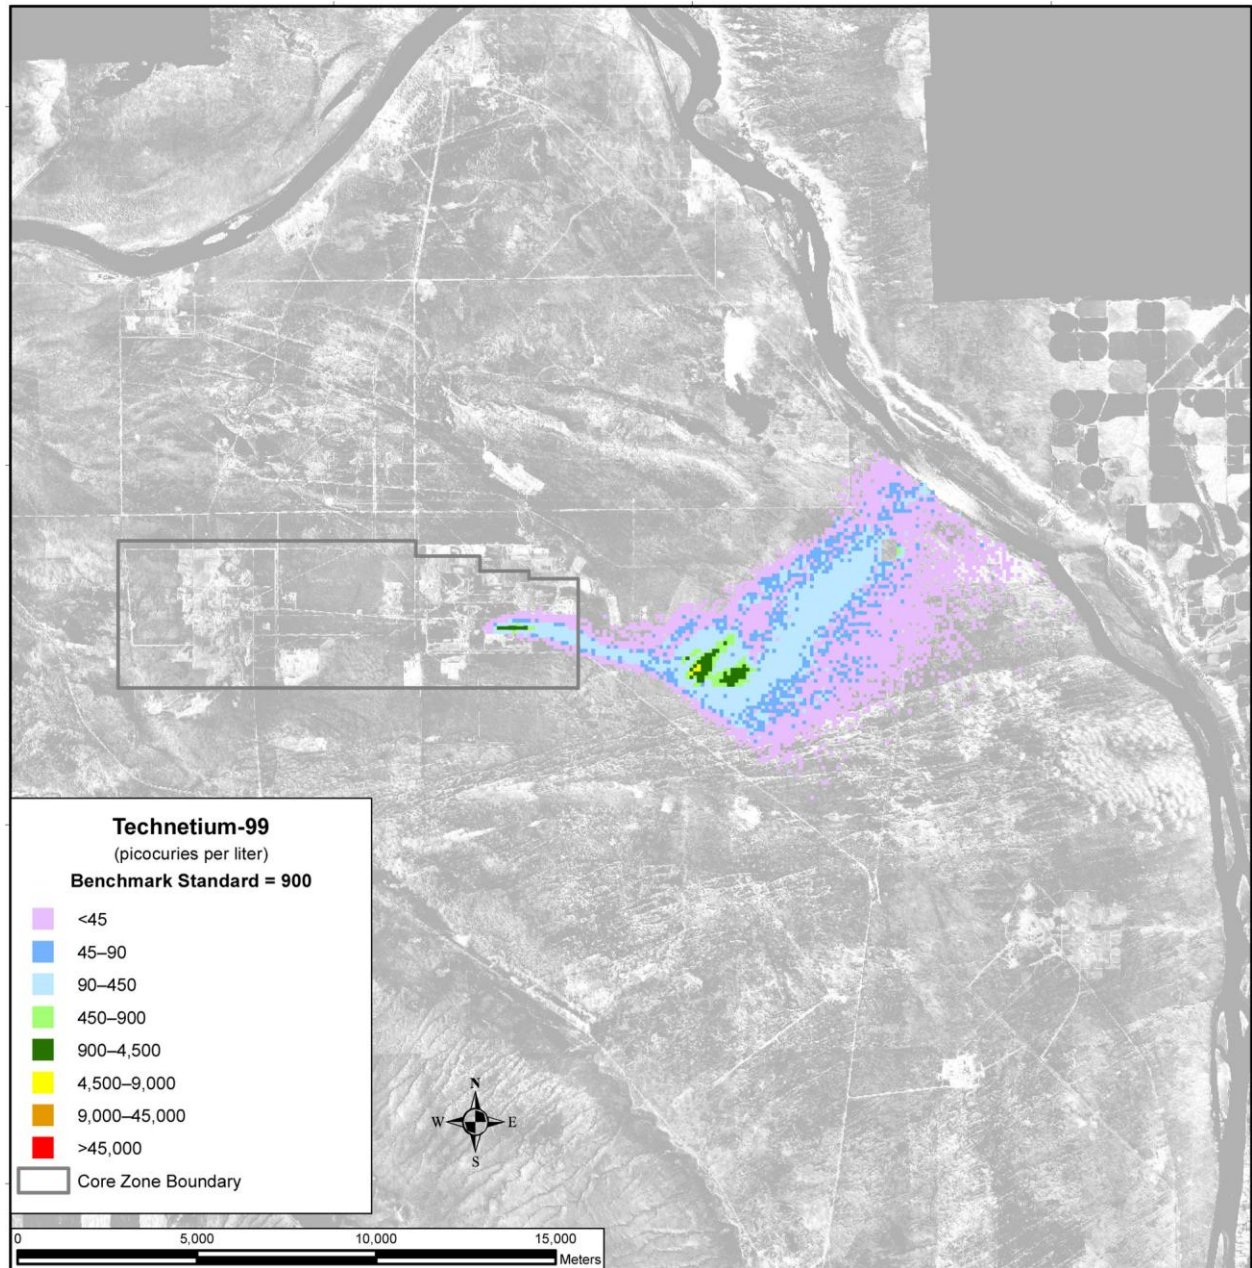 Technetium-99
(picocuries per liter)
Benchmark Standard = 900
<45
45–90
90–450
450–900
900–4,500
4,500–9,000
9,000–45,000
>45,000
Core Zone Boundary
N
W E
S
0 5,000 10,000 15,000
Meters